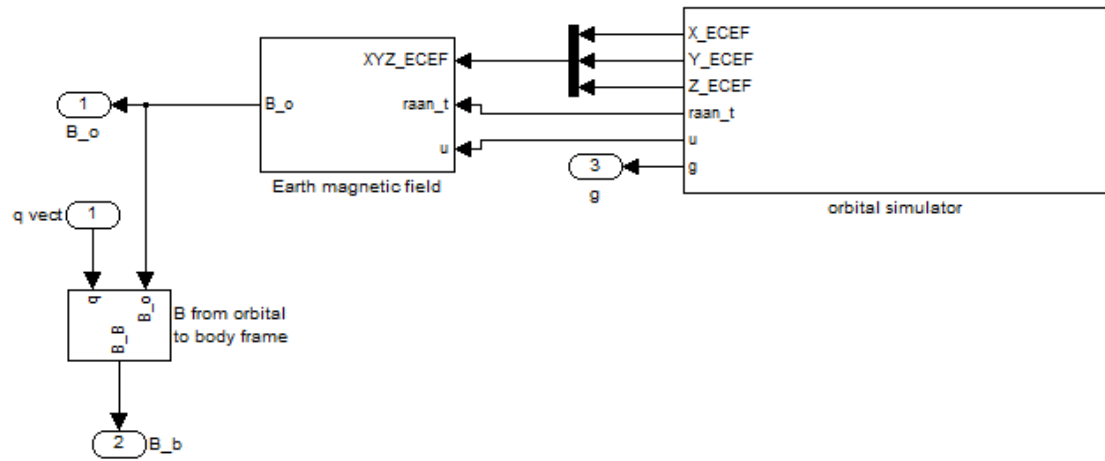 X_ECEF
Y_ECEF
Z_ECEF
raan_t
u
g
orbital simulator
XYZ_ECEF
raan_t
u
B_o
Earth magnetic field
3
g
1
B_o
q vect
1
q
B_o
B_B
B from orbital
to body frame
2
B_b